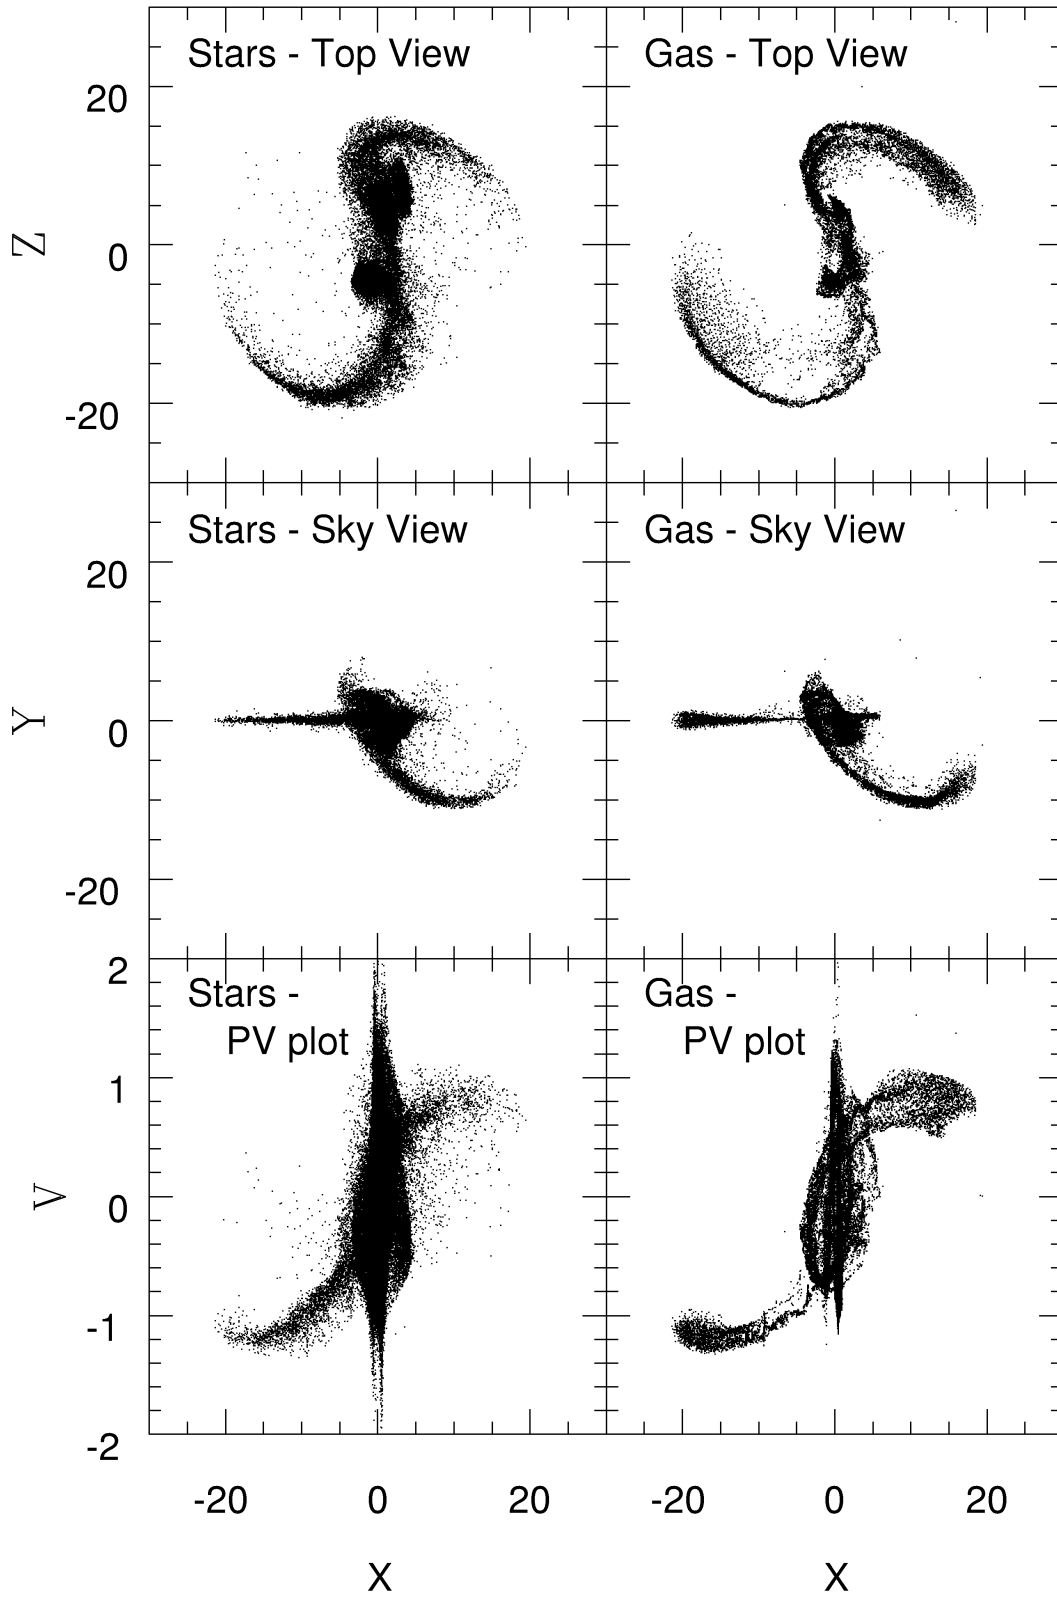 Stars - Top View
Gas - Top View
20
0
-20
Z
Stars - Sky View
Gas - Sky View
20
0
-20
Y
2
Stars -
PV plot
Gas -
PV plot
1
0
-1
-2
V
-20 0 20
-20 0 20
X
X